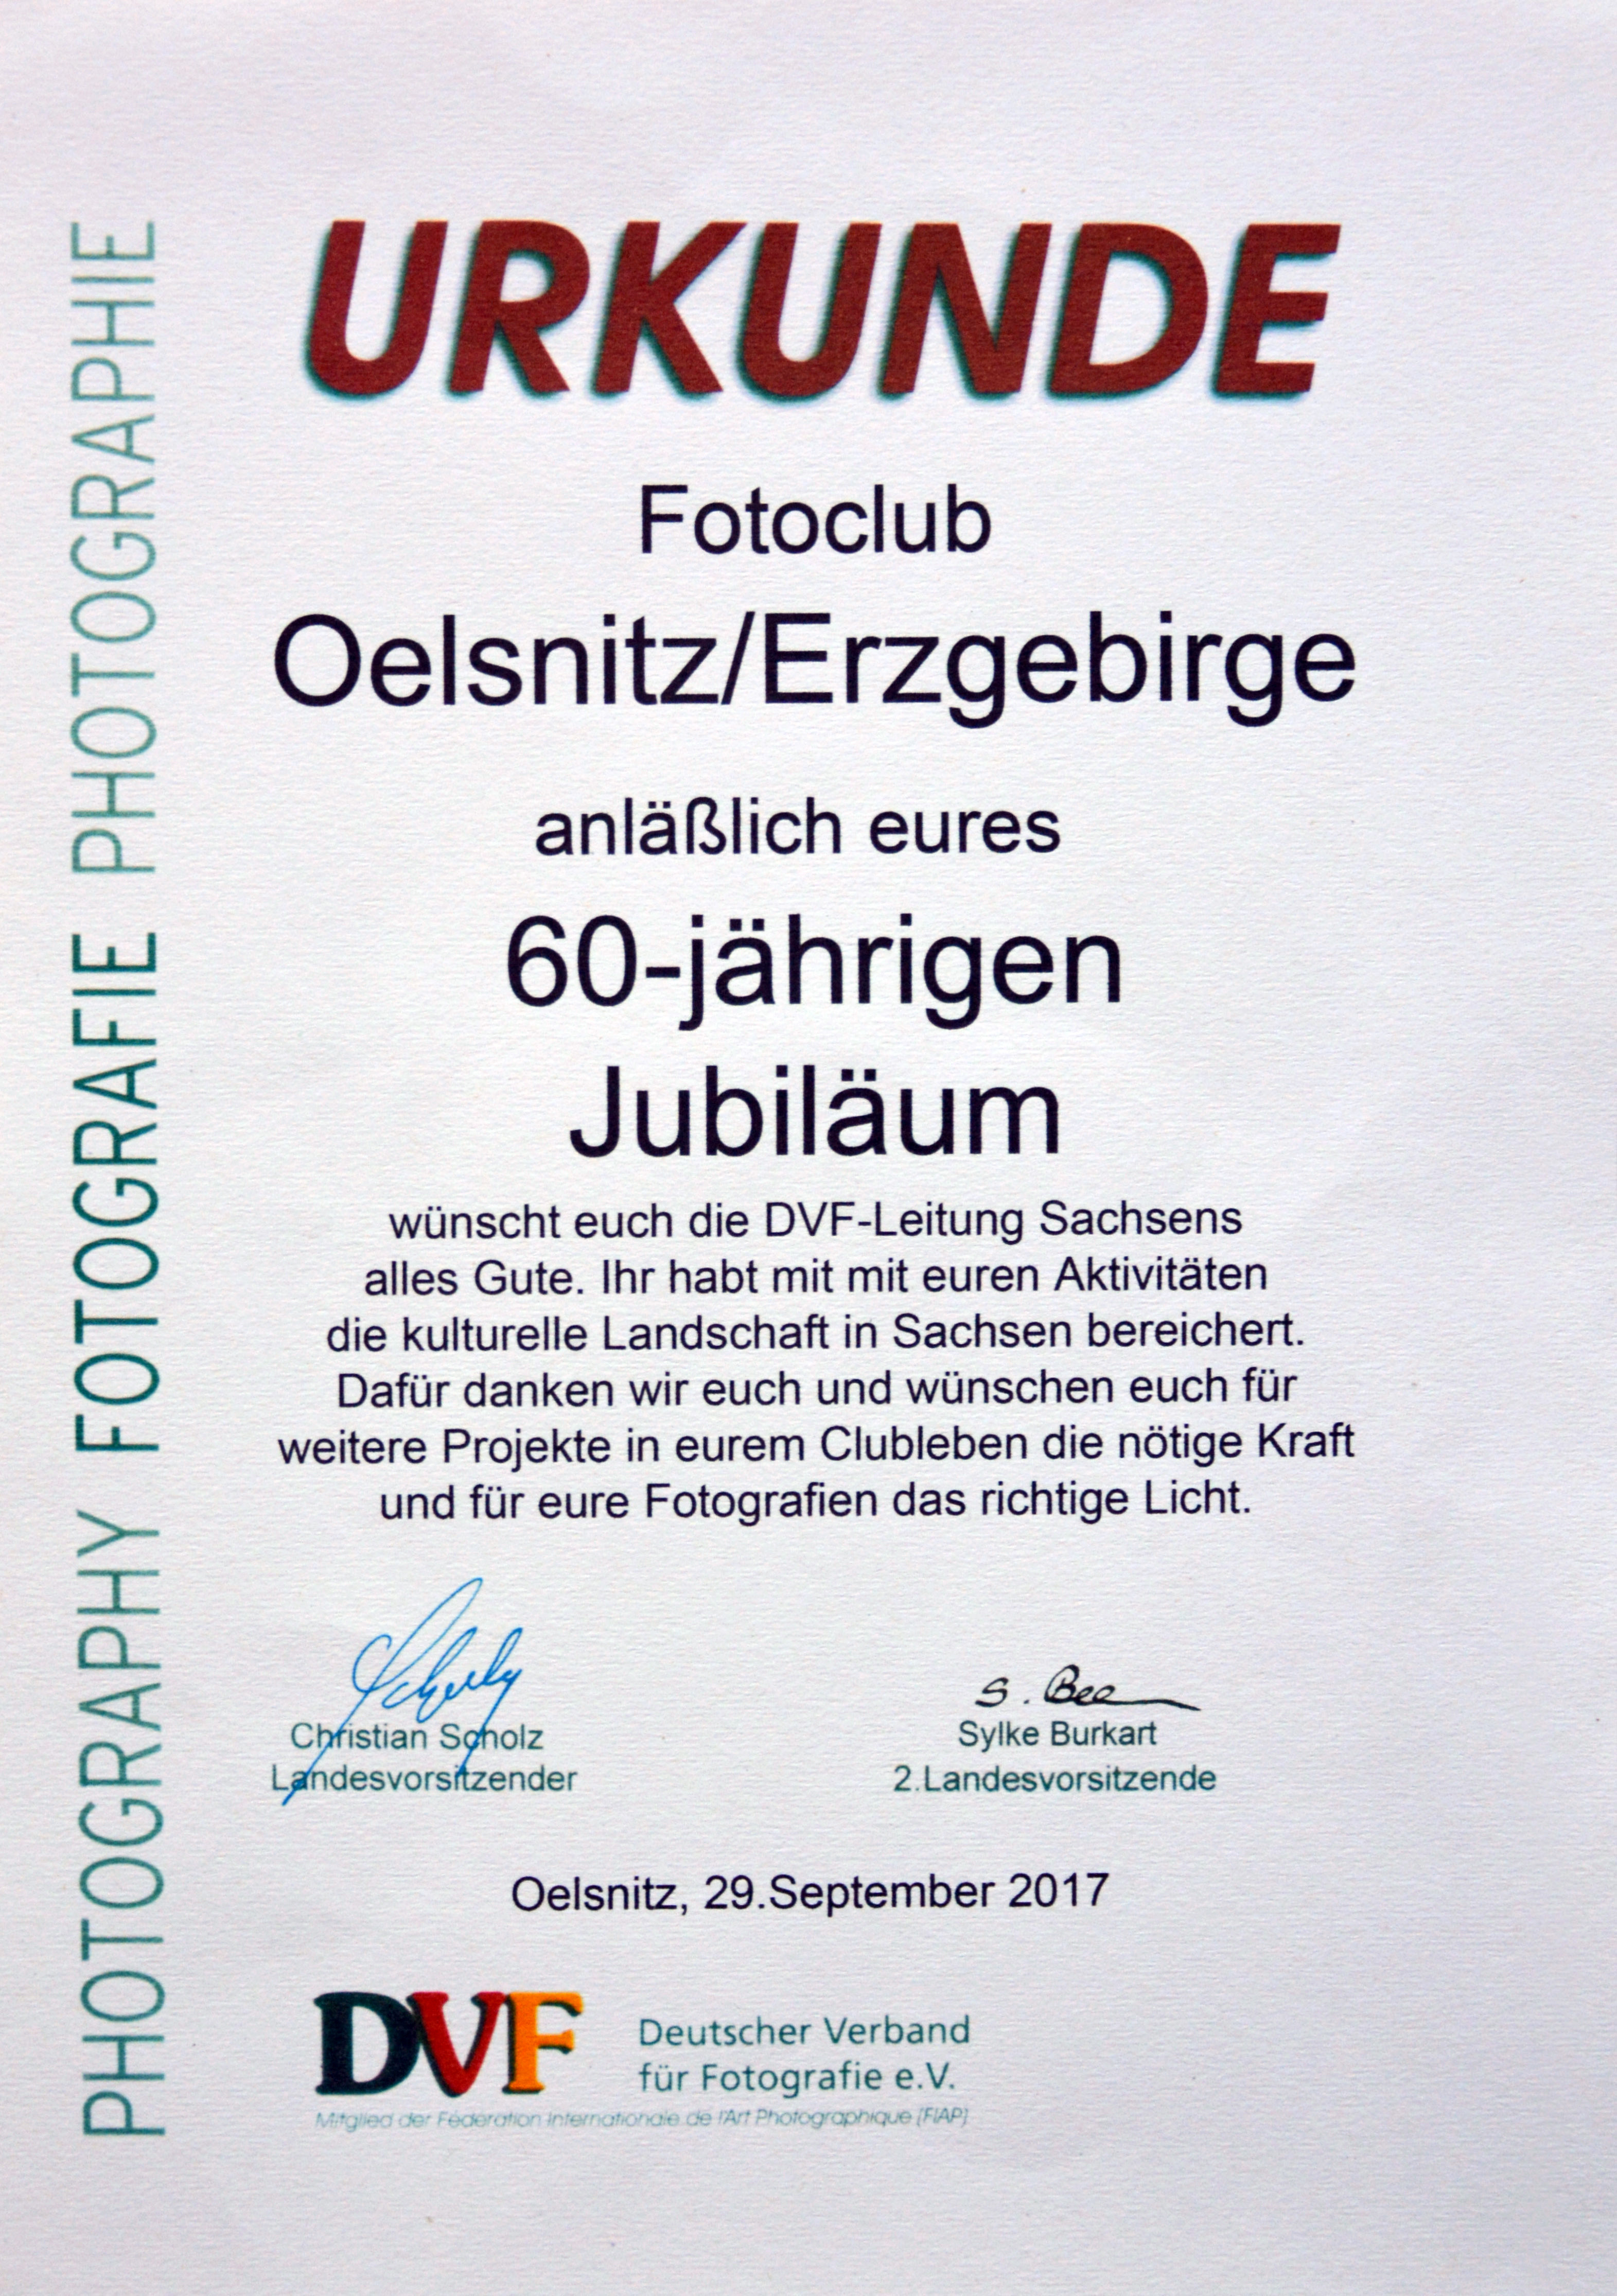 URKUNDE
Fotoclub
Oelsnitz/Erzgebirge
anläßlich eures
60-jährigen
Jubiläum
wünscht euch die DVF-Leitung Sachsens
alles Gute. Ihr habt mit mit euren Aktivitäten
die kulturelle Landschaft in Sachsen bereichert.
Dafür danken wir euch und wünschen euch für
weitere Projekte in eurem Clubleben die nötige Kraft
und für eure Fotografien das richtige Licht.
S. Bee
Christian Scholz
Landesvorsitzender
Sylke Burkart
2.Landesvorsitzende
Oelsnitz, 29.September 2017
DVF
Deutscher Verband
für Fotografie e.V.
Mitglied der Féderation Internationale de l'Art Photographique (FIAP)
PHOTOGRAPHY FOTOGRAFIE PHOTOGRAPHIE